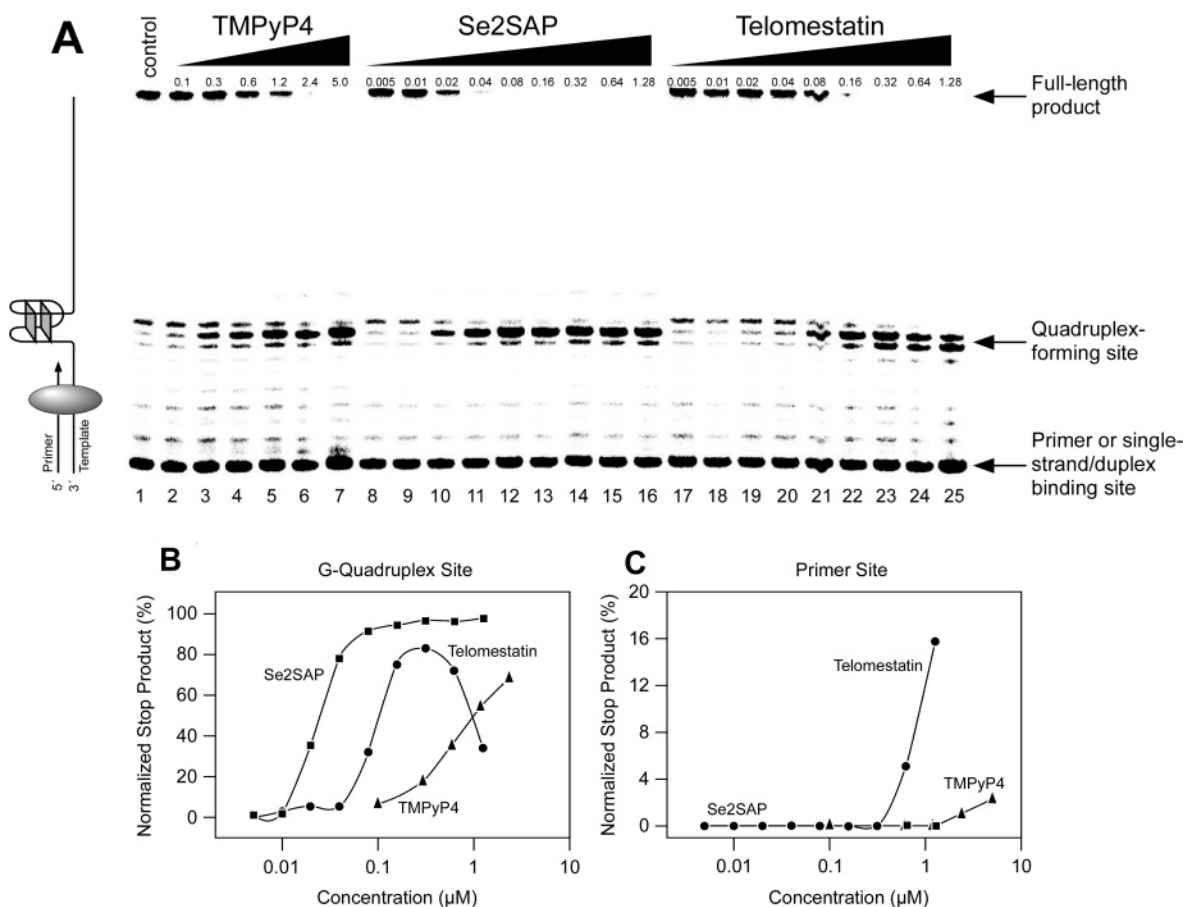 A
control
TMPyP4
Se2SAP
Telomestatin
0.1 0.3 0.6 1.2 2.4 5.0
0.005 0.01 0.02 0.04 0.08 0.16 0.32 0.64 1.28
0.005 0.01 0.02 0.04 0.08 0.16 0.32 0.64 1.28
Full-length
product
Quadruplex-
forming site
Primer or single-
strand/duplex
binding site
Primer
Template
5´
3´
1 2 3 4 5 6 7 8 9 10 11 12 13 14 15 16 17 18 19 20 21 22 23 24 25
B
G-Quadruplex Site
Normalized Stop Product (%)
100
80
60
40
20
0
Se2SAP
Telomestatin
TMPyP4
0.01 0.1 1 10
Concentration (µM)
C
Primer Site
Normalized Stop Product (%)
20
16
12
8
4
0
Telomestatin
Se2SAP
TMPyP4
0.01 0.1 1 10
Concentration (µM)